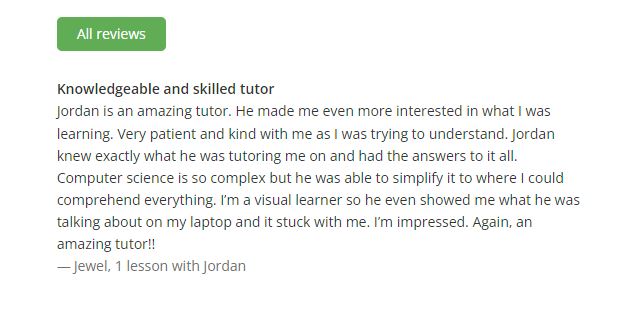 All reviews
Knowledgeable and skilled tutor
Jordan is an amazing tutor. He made me even more interested in what I was
learning. Very patient and kind with me as I was trying to understand. Jordan
knew exactly what he was tutoring me on and had the answers to it all.
Computer science is so complex but he was able to simplify it to where I could
comprehend everything. I’m a visual learner so he even showed me what he was
talking about on my laptop and it stuck with me. I’m impressed. Again, an
amazing tutor!!
— Jewel, 1 lesson with Jordan